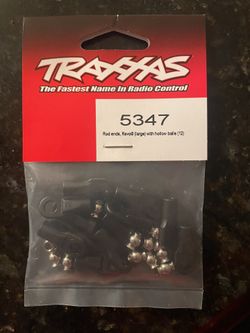 TRAXXAS
The Fastest Name In Radio Control
5347
Rod ends, Revo® (large) with hollow balls (12)